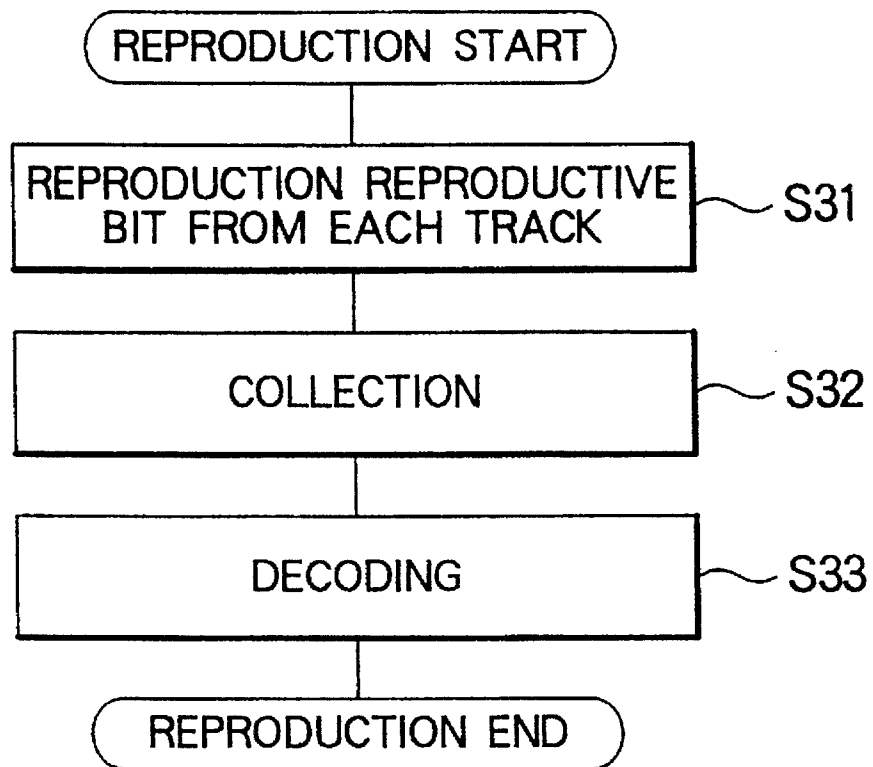 REPRODUCTION START
REPRODUCTION REPRODUCTIVE
BIT FROM EACH TRACK
S31
COLLECTION
S32
DECODING
S33
REPRODUCTION END